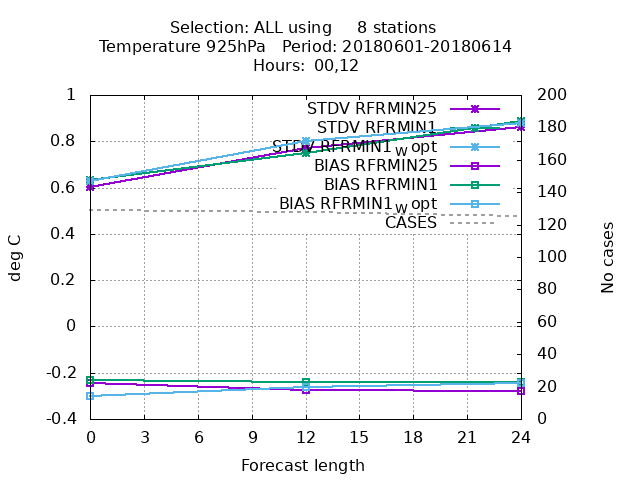 Selection: ALL using     8 stations
Temperature 925hPa   Period: 20180601-20180614
Hours:  00,12
1
0.8
0.6
0.4
0.2
0
-0.2
-0.4
200
180
160
140
120
100
80
60
40
20
0
0 3 6 9 12 15 18 21 24
deg C
No cases
Forecast length
STDV RFRMIN25
STDV RFRMIN1
STDV RFRMIN1w opt
BIAS RFRMIN25
BIAS RFRMIN1
BIAS RFRMIN1w opt
CASES